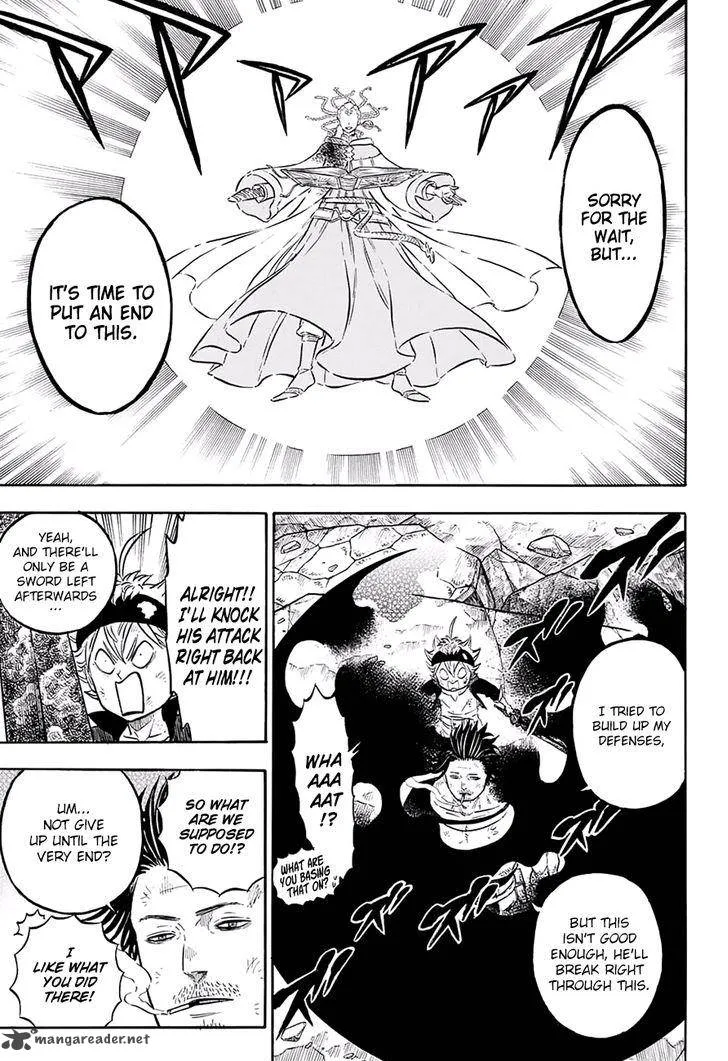 SORRY
FOR THE
WAIT,
BUT...
IT'S TIME TO
PUT AN END
TO THIS.
I TRIED TO
BUILD UP MY
DEFENSES,
BUT THIS
ISN'T GOOD
ENOUGH, HE'LL
BREAK RIGHT
THROUGH THIS.
WHA
AAA
AAT
!?
WHAT ARE
YOU BASING
THAT ON?
ALRIGHT!!
I'LL KNOCK
HIS ATTACK
RIGHT BACK
AT HIM!!!
YEAH,
AND THERE'LL
ONLY BE A
SWORD LEFT
AFTERWARDS
...
SO WHAT
ARE WE
SUPPOSED
TO DO!?
UM...
NOT GIVE
UP UNTIL THE
VERY END?
I
LIKE WHAT
YOU DID
THERE!
mangareader.net